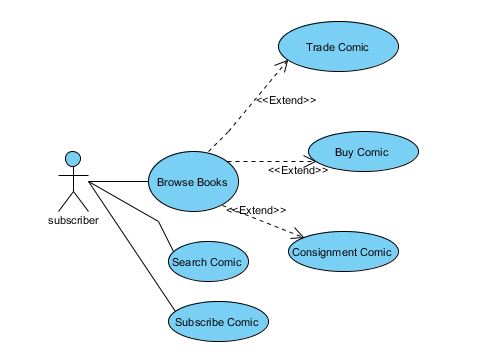 Trade Comic
<<Extend>>
Buy Comic
<<Extend>>
Browse Books
subscriber
<<Extend>>
Consignment Comic
Search Comic
Subscribe Comic